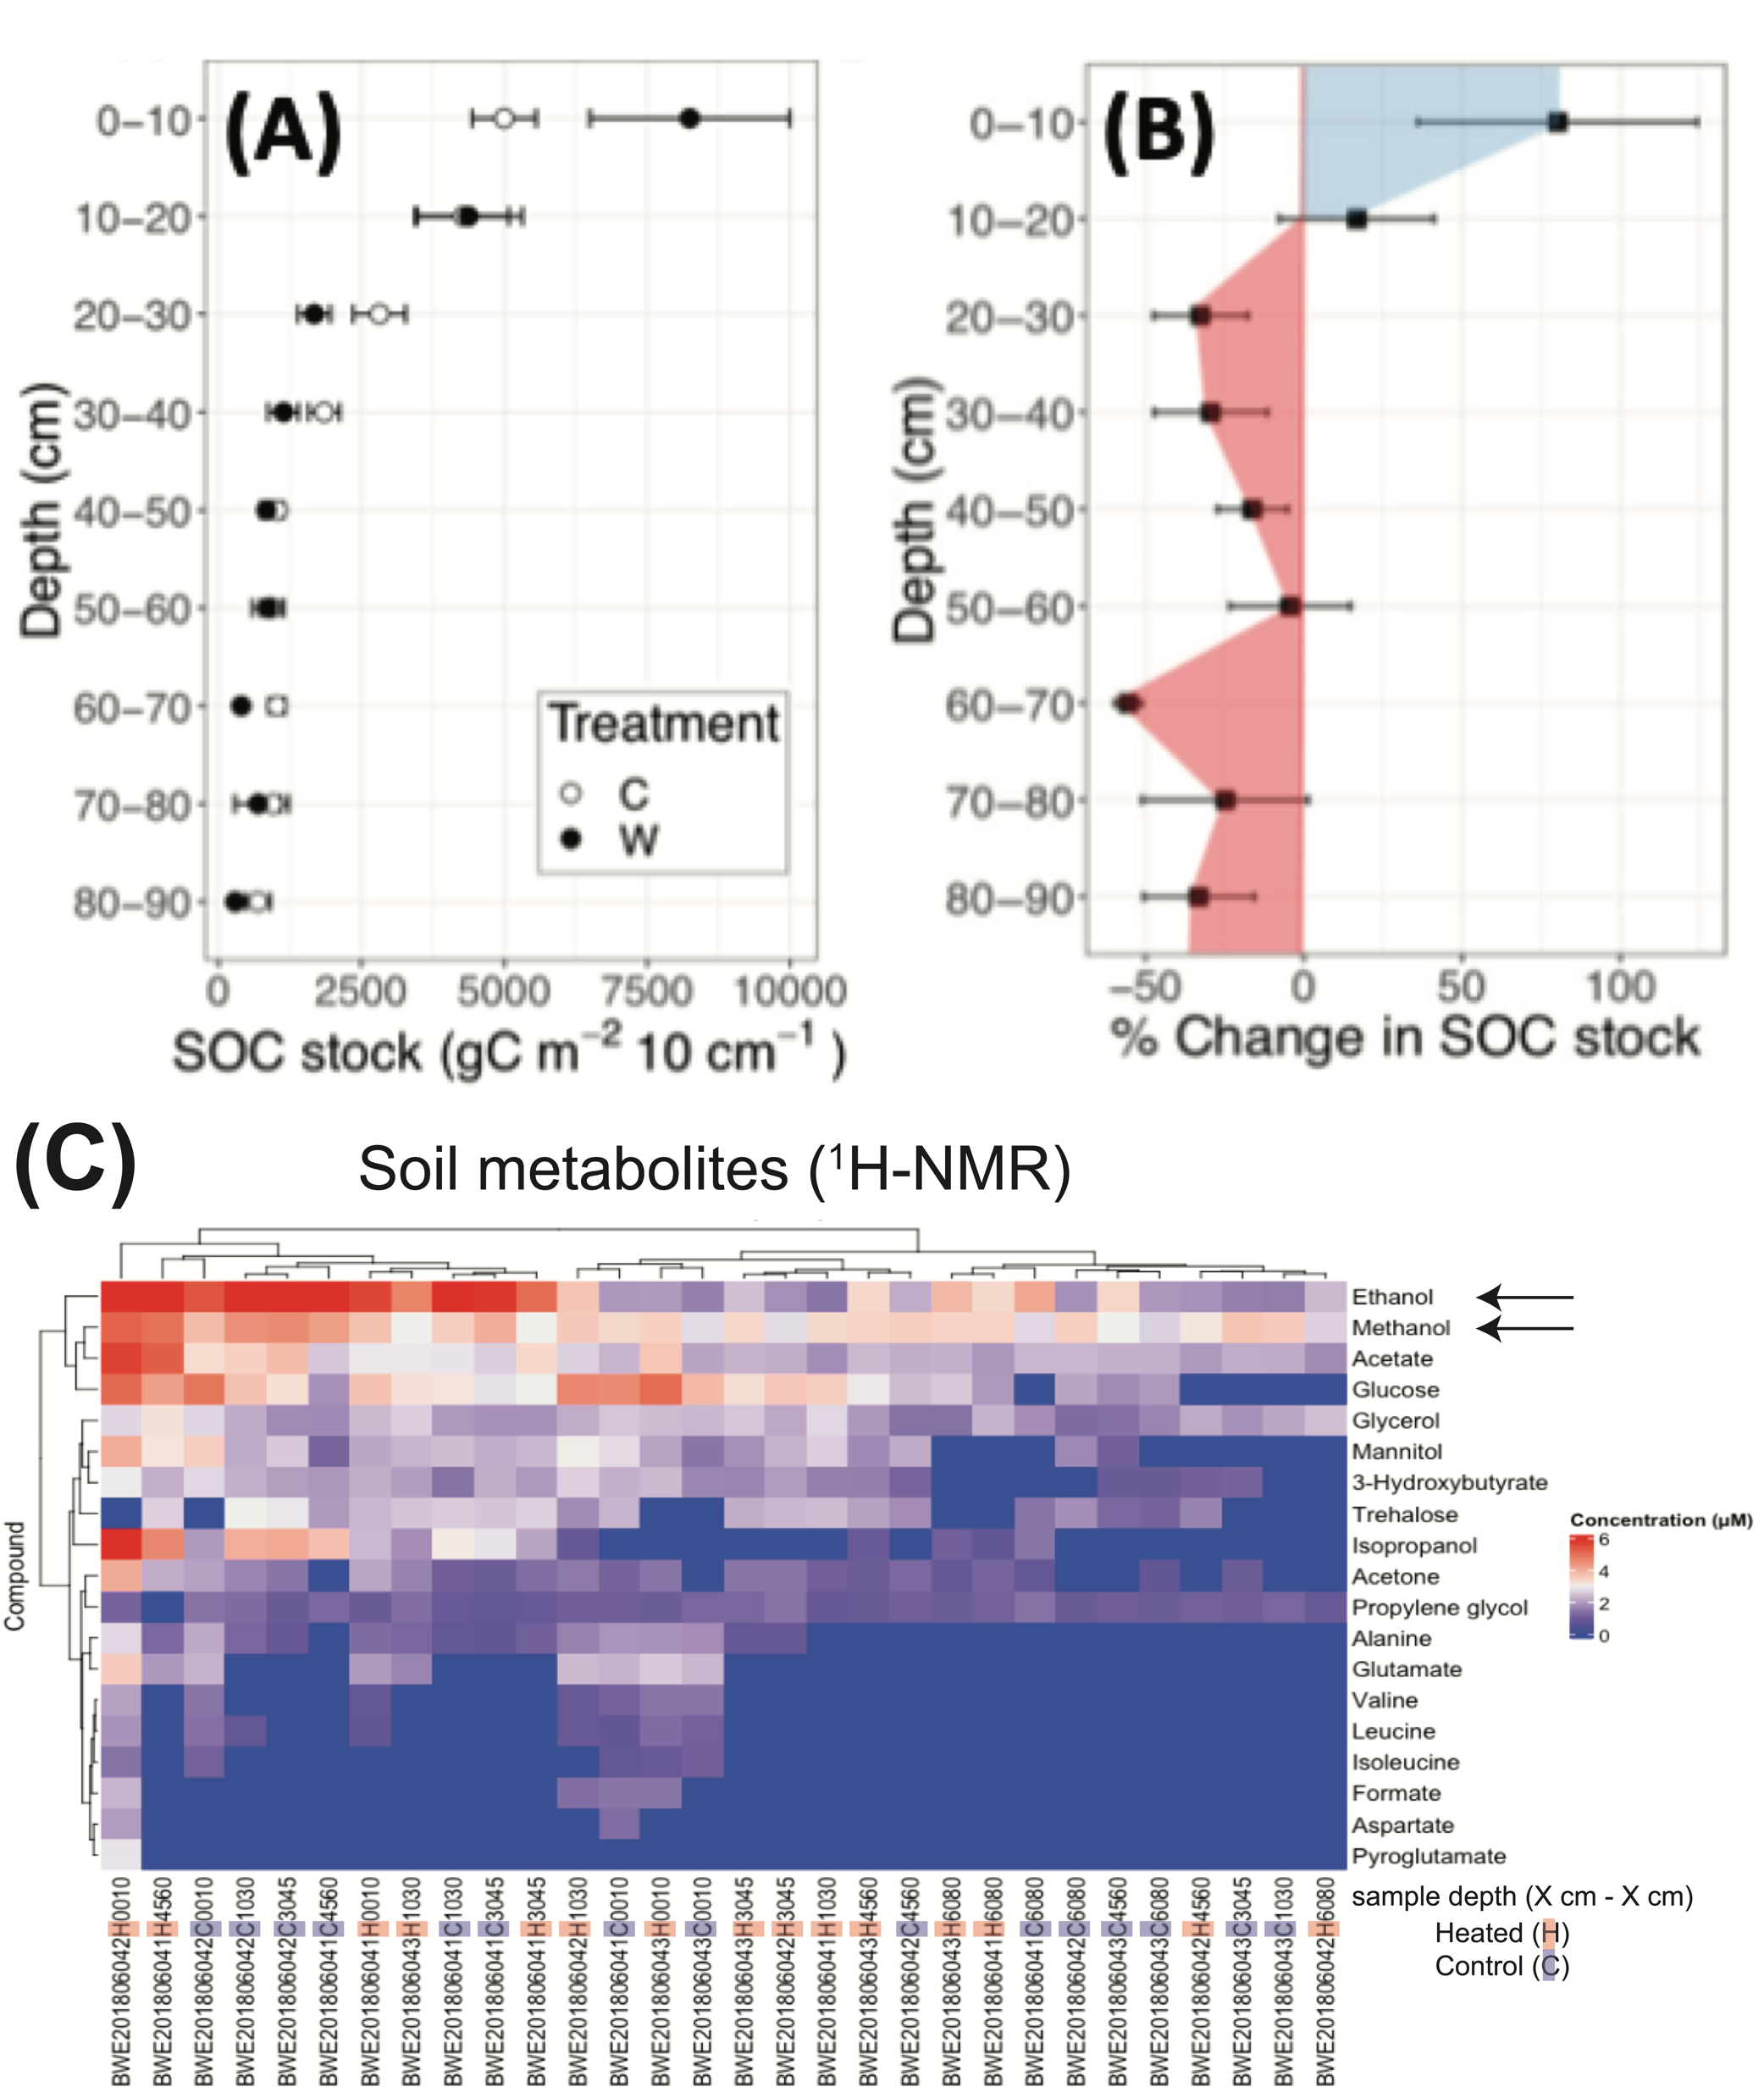 (A)
0–10
10–20
20–30
30–40
40–50
50–60
60–70
70–80
80–90
Depth (cm)
Treatment
C
W
0 2500 5000 7500 10000
SOC stock (gC m⁻² 10 cm⁻¹ )
(B)
0–10
10–20
20–30
30–40
40–50
50–60
60–70
70–80
80–90
Depth (cm)
−50 0 50 100
% Change in SOC stock
(C)
Soil metabolites (¹H-NMR)
Compound
Ethanol
Methanol
Acetate
Glucose
Glycerol
Mannitol
3-Hydroxybutyrate
Trehalose
Isopropanol
Acetone
Propylene glycol
Alanine
Glutamate
Valine
Leucine
Isoleucine
Formate
Aspartate
Pyroglutamate
Concentration (μM)
6
4
2
0
BWE201806042H0010
BWE201806041H4560
BWE201806042C0010
BWE201806042C1030
BWE201806042C3045
BWE201806041C4560
BWE201806041H0010
BWE201806043H1030
BWE201806041C1030
BWE201806041C3045
BWE201806041H3045
BWE201806042H1030
BWE201806041C0010
BWE201806043H0010
BWE201806043C0010
BWE201806043H3045
BWE201806042H3045
BWE201806041H1030
BWE201806043H4560
BWE201806042C4560
BWE201806043H6080
BWE201806041H6080
BWE201806041C6080
BWE201806042C6080
BWE201806043C4560
BWE201806043C6080
BWE201806042H4560
BWE201806043C3045
BWE201806043C1030
BWE201806042H6080
sample depth (X cm - X cm)
Heated (H)
Control (C)